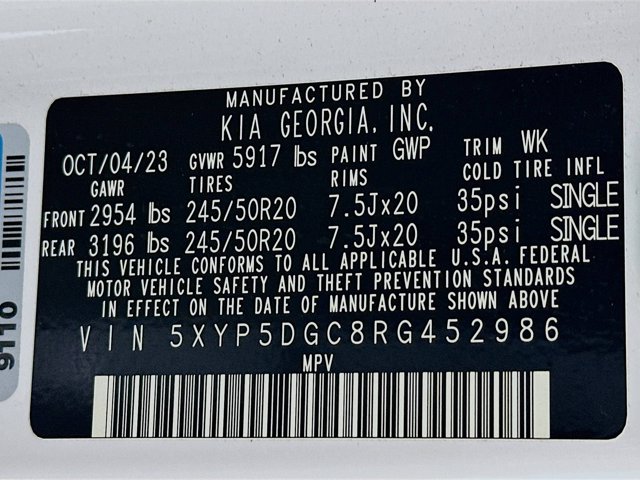 MANUFACTURED BY
KIA GEORGIA, INC.
OCT/04/23 GVWR 5917 lbs PAINT GWP TRIM WK
GAWR TIRES RIMS COLD TIRE INFL
FRONT 2954 lbs 245/50R20 7.5Jx20 35psi SINGLE
REAR 3196 lbs 245/50R20 7.5Jx20 35psi SINGLE
THIS VEHICLE CONFORMS TO ALL APPLICABLE U.S.A. FEDERAL
MOTOR VEHICLE SAFETY AND THEFT PREVENTION STANDARDS
IN EFFECT ON THE DATE OF MANUFACTURE SHOWN ABOVE
VIN 5XYP5DGC8RG452986
MPV
9110